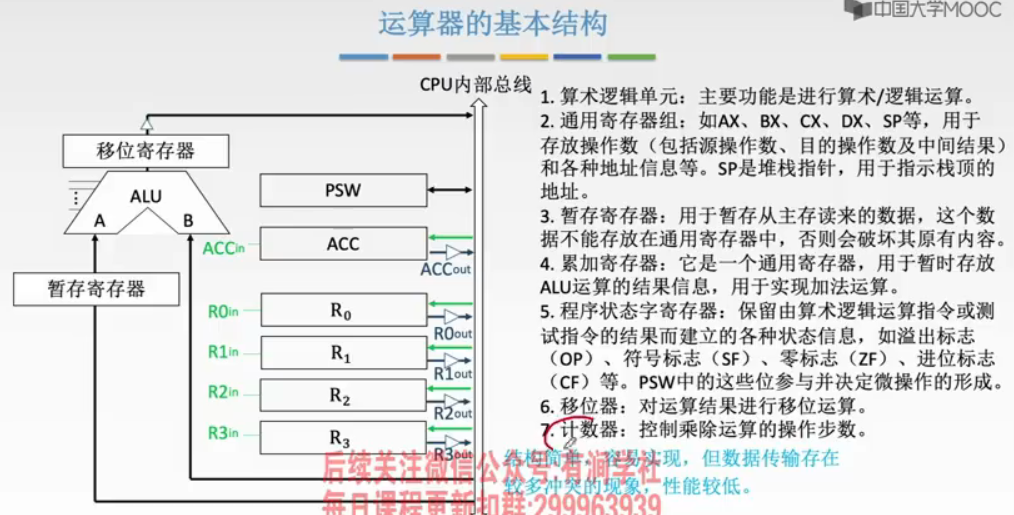 中国大学MOOC
运算器的基本结构
CPU内部总线
移位寄存器
ALU
A
B
暂存寄存器
PSW
ACCin
ACC
ACCout
R0in
R₀
R0out
R1in
R₁
R1out
R2in
R₂
R2out
R3in
R₃
R3out
1. 算术逻辑单元：主要功能是进行算术/逻辑运算。
2. 通用寄存器组：如AX、BX、CX、DX、SP等，用于
存放操作数（包括源操作数、目的操作数及中间结果）
和各种地址信息等。SP是堆栈指针，用于指示栈顶的
地址。
3. 暂存寄存器：用于暂存从主存读来的数据，这个数
据不能存放在通用寄存器中，否则会破坏其原有内容。
4. 累加寄存器：它是一个通用寄存器，用于暂时存放
ALU运算的结果信息，用于实现加法运算。
5. 程序状态字寄存器：保留由算术逻辑运算指令或测
试指令的结果而建立的各种状态信息，如溢出标志
（OP）、符号标志（SF）、零标志（ZF）、进位标志
（CF）等。PSW中的这些位参与并决定微操作的形成。
6. 移位器：对运算结果进行移位运算。
7. 计数器：控制乘除运算的操作步数。
结构简单，容易实现，但数据传输存在
较多冲突的现象，性能较低。
后续关注微信公众号:有涧学社
每日课程更新扣群:299963939